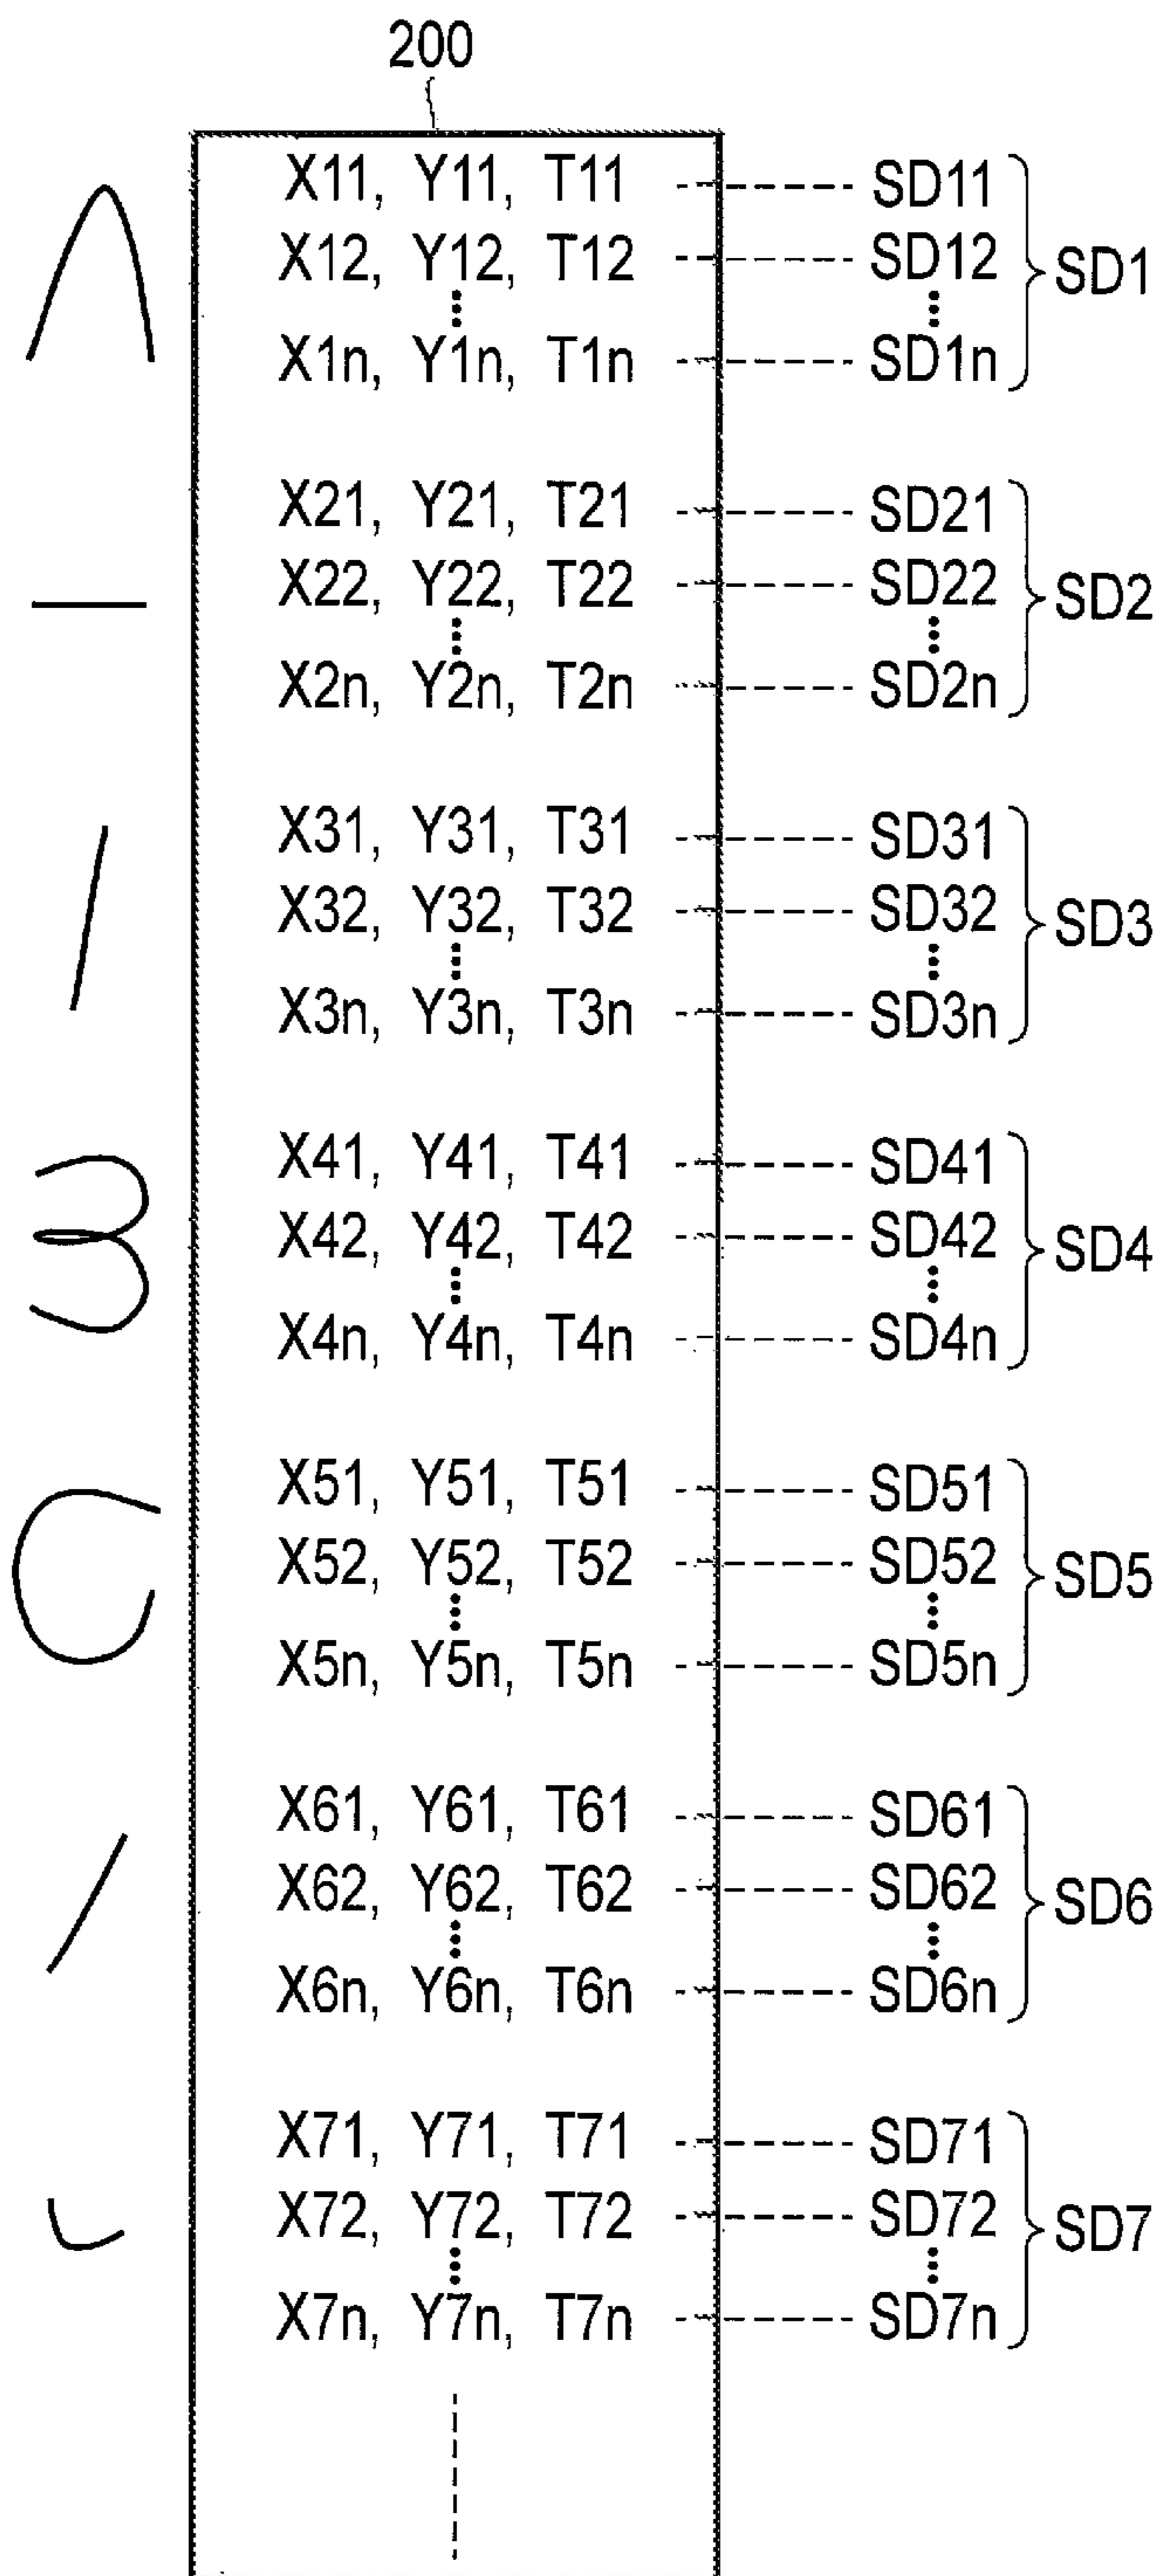 200
X11, Y11, T11 SD11
X12, Y12, T12 SD12 SD1
X1n, Y1n, T1n SD1n
X21, Y21, T21 SD21
X22, Y22, T22 SD22 SD2
X2n, Y2n, T2n SD2n
X31, Y31, T31 SD31
X32, Y32, T32 SD32 SD3
X3n, Y3n, T3n SD3n
X41, Y41, T41 SD41
X42, Y42, T42 SD42 SD4
X4n, Y4n, T4n SD4n
X51, Y51, T51 SD51
X52, Y52, T52 SD52 SD5
X5n, Y5n, T5n SD5n
X61, Y61, T61 SD61
X62, Y62, T62 SD62 SD6
X6n, Y6n, T6n SD6n
X71, Y71, T71 SD71
X72, Y72, T72 SD72 SD7
X7n, Y7n, T7n SD7n